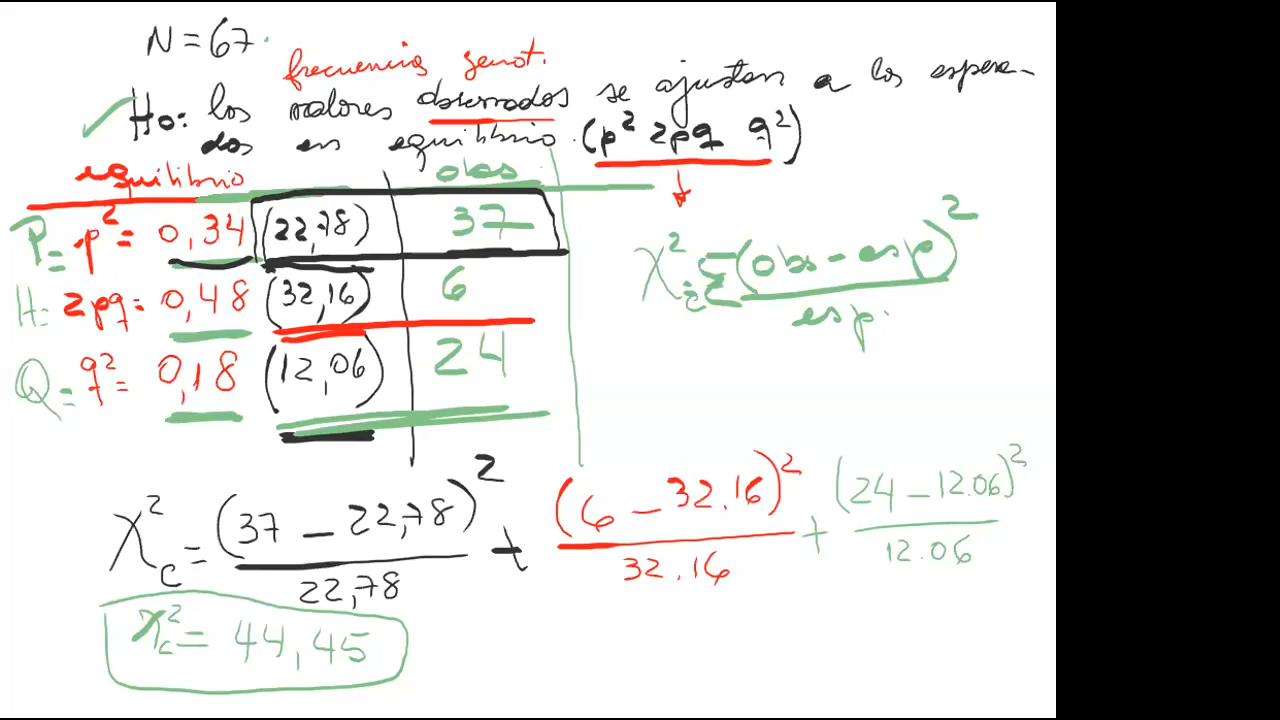 N = 67
frecuencias genot.
Ho: los valores observados se ajustan a los espera-
dos en equilibrio. (p² 2pq q²)
equilibrio obs
P = p² = 0,34 (22,78) 37
H = 2pq = 0,48 (32,16) 6
Q = q² = 0,18 (12,06) 24
χ² = Σ (obs - esp)² / esp.
χ²c = (37 - 22,78)² / 22,78 + (6 - 32.16)² / 32.16 + (24 - 12.06)² / 12.06
χ²c = 44,45